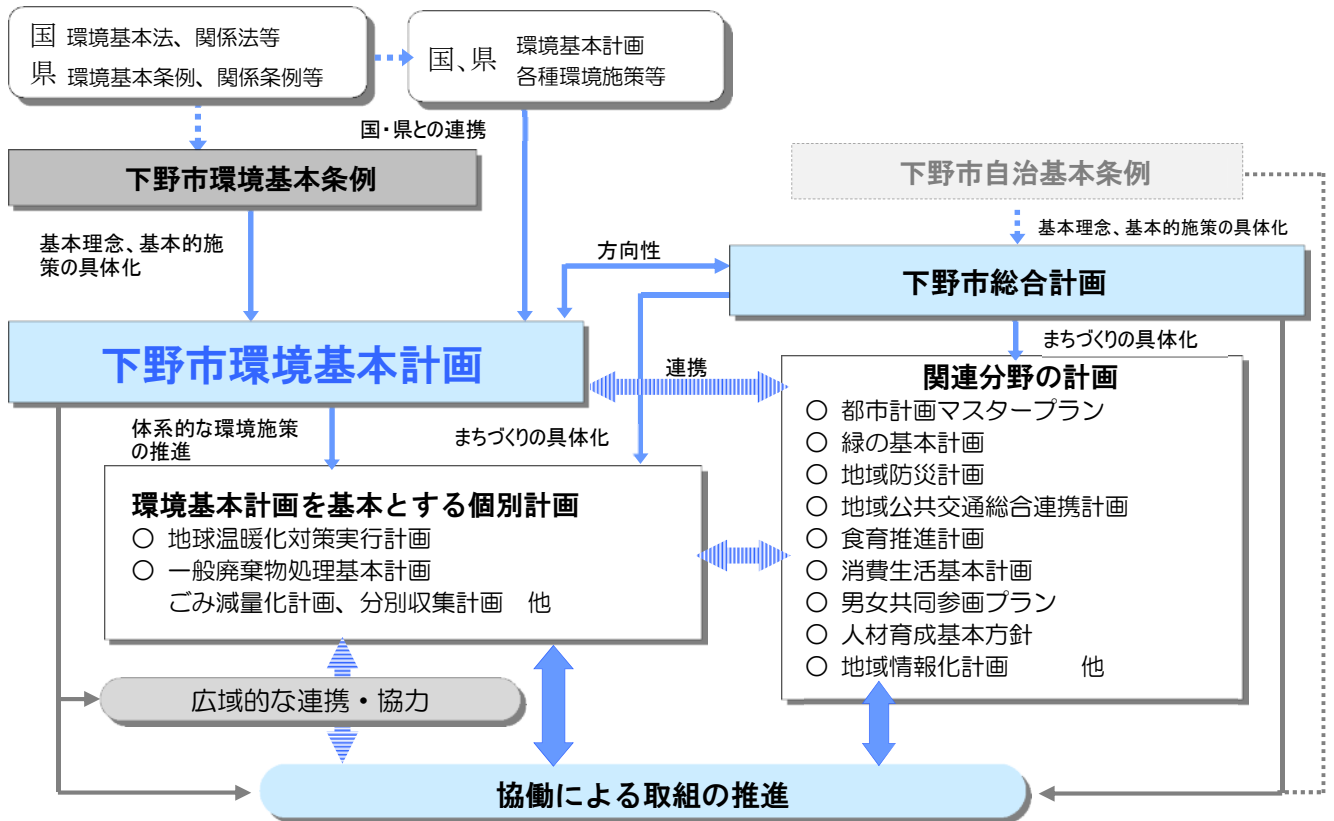 国 環境基本法、関係法等
県 環境基本条例、関係条例等
国、県 環境基本計画
各種環境施策等
国・県との連携
下野市環境基本条例
下野市自治基本条例
基本理念、基本的施
策の具体化
基本理念、基本的施策の具体化
方向性
下野市総合計画
下野市環境基本計画
まちづくりの具体化
連携
関連分野の計画
○ 都市計画マスタープラン
○ 緑の基本計画
○ 地域防災計画
○ 地域公共交通総合連携計画
○ 食育推進計画
○ 消費生活基本計画
○ 男女共同参画プラン
○ 人材育成基本方針
○ 地域情報化計画　　他
体系的な環境施策
の推進
まちづくりの具体化
環境基本計画を基本とする個別計画
○ 地球温暖化対策実行計画
○ 一般廃棄物処理基本計画
ごみ減量化計画、分別収集計画　他
広域的な連携・協力
協働による取組の推進